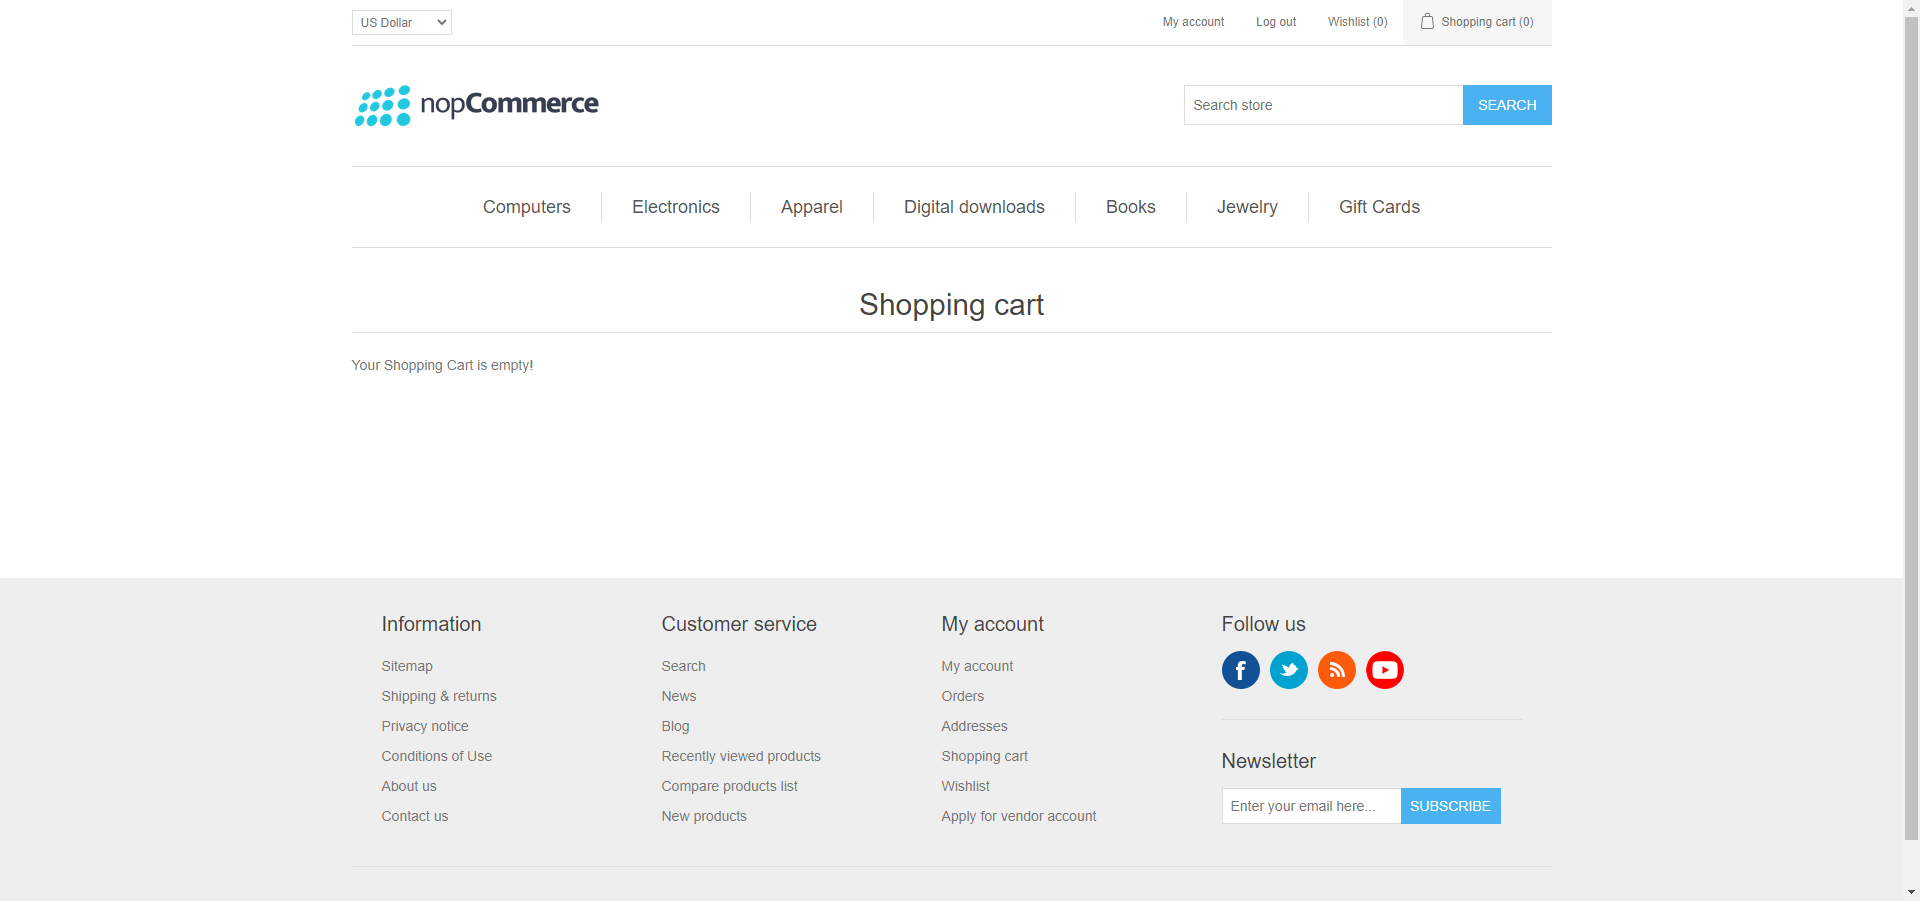 US Dollar
My account
Log out
Wishlist (0)
Shopping cart (0)
nopCommerce
Search store
SEARCH
Computers
Electronics
Apparel
Digital downloads
Books
Jewelry
Gift Cards
Shopping cart
Your Shopping Cart is empty!
Information
Sitemap
Shipping & returns
Privacy notice
Conditions of Use
About us
Contact us
Customer service
Search
News
Blog
Recently viewed products
Compare products list
New products
My account
My account
Orders
Addresses
Shopping cart
Wishlist
Apply for vendor account
Follow us
Newsletter
Enter your email here...
SUBSCRIBE